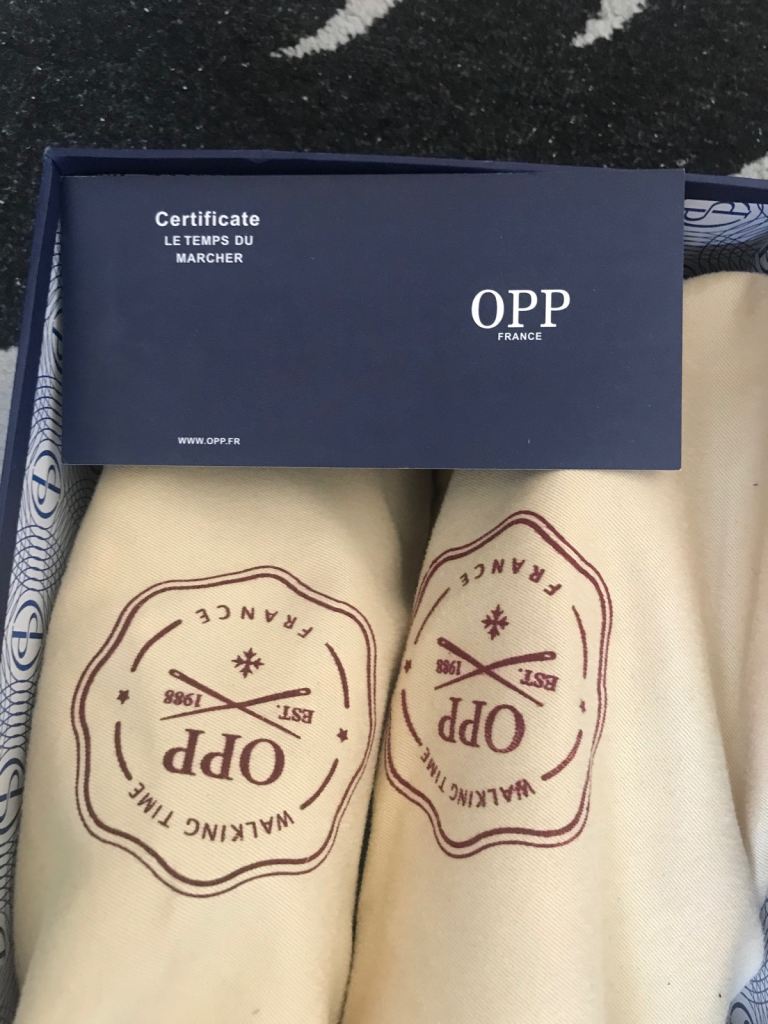 Certificate
LE TEMPS DU
MARCHER
OPP
FRANCE
WWW.OPP.FR
WALKING TIME
OPP
EST. 1988
FRANCE
WALKING TIME
OPP
EST. 1988
FRANCE